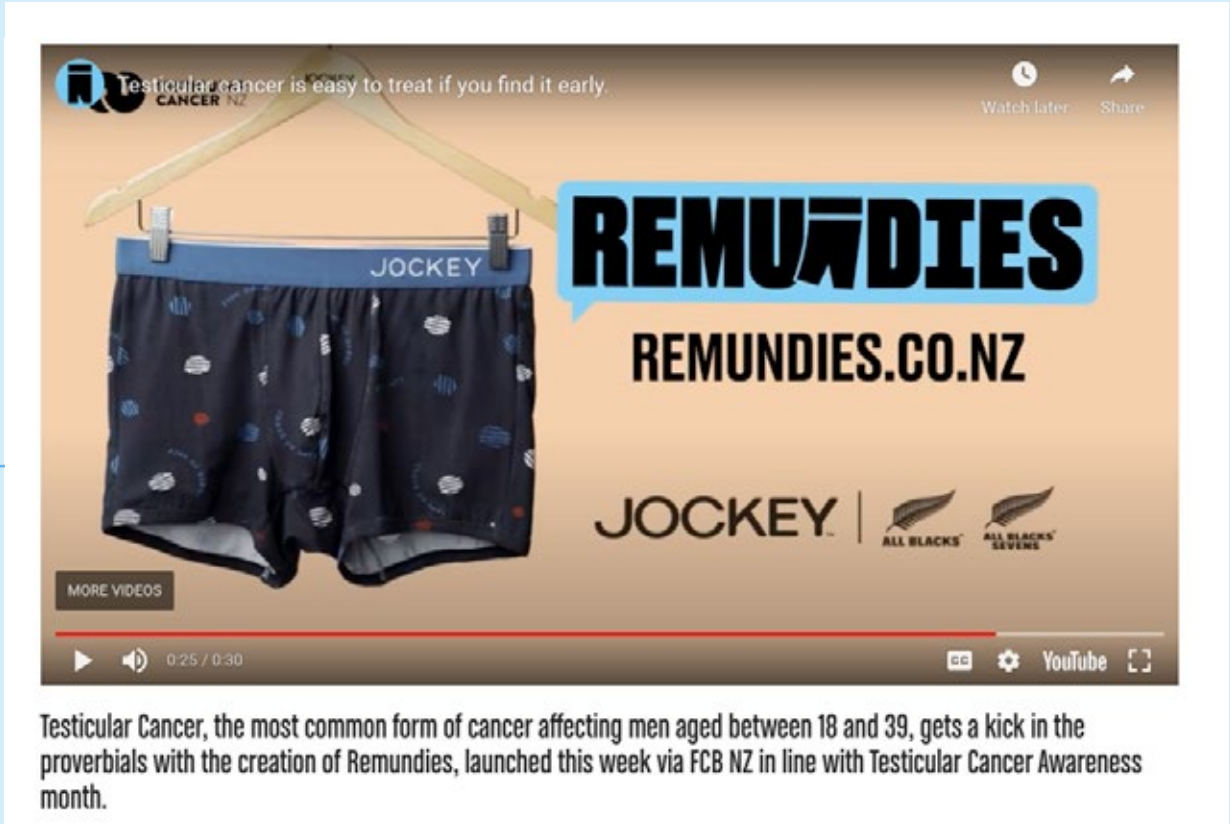 Testicular cancer is easy to treat if you find it early.
CANCER NZ
Watch later
Share
JOCKEY
REMUNDIES
REMUNDIES.CO.NZ
JOCKEY
ALL BLACKS
ALL BLACKS
SEVENS
MORE VIDEOS
0:25 / 0:30
CC
YouTube
Testicular Cancer, the most common form of cancer affecting men aged between 18 and 39, gets a kick in the
proverbials with the creation of Remundies, launched this week via FCB NZ in line with Testicular Cancer Awareness
month.